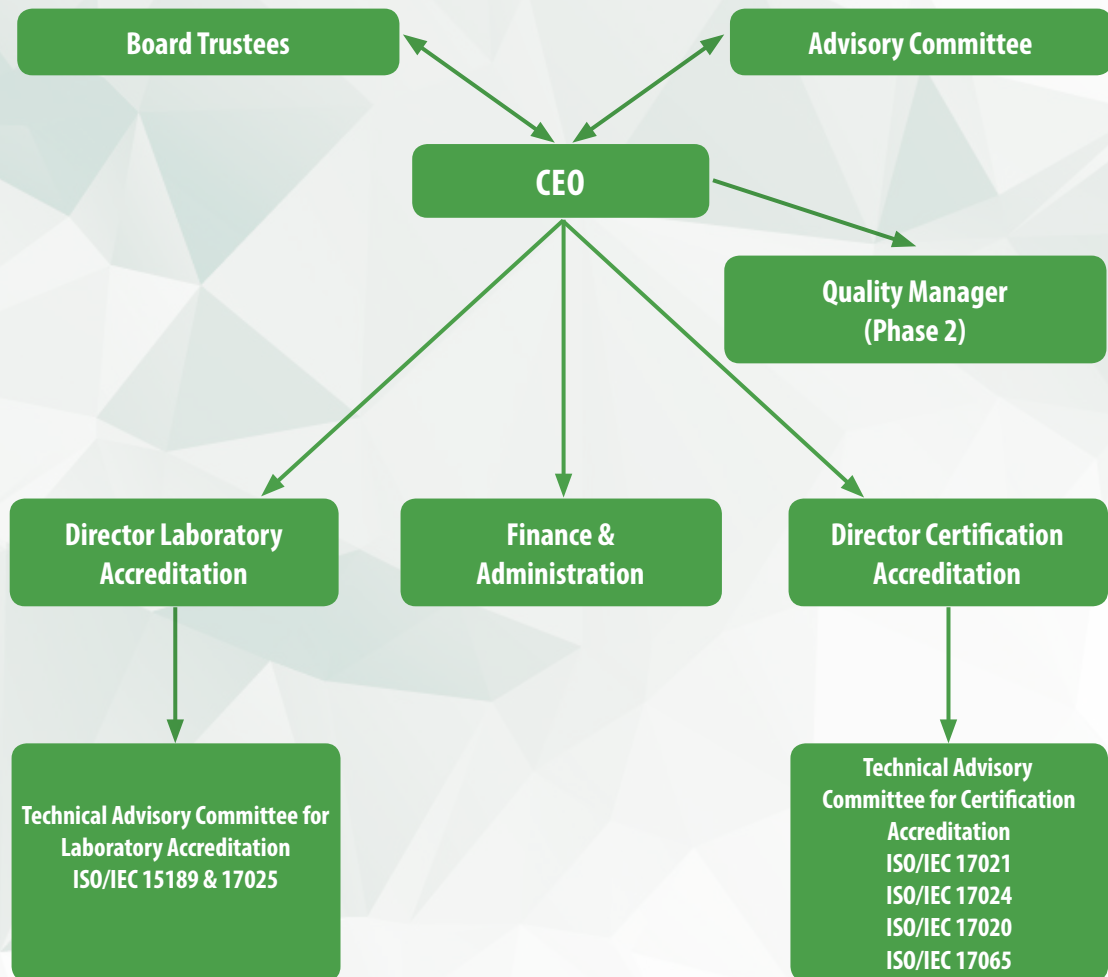 Board Trustees
Advisory Committee
CEO
Quality Manager
(Phase 2)
Director Laboratory
Accreditation
Finance &
Administration
Director Certification
Accreditation
Technical Advisory Committee for
Laboratory Accreditation
ISO/IEC 15189 & 17025
Technical Advisory
Committee for Certification
Accreditation
ISO/IEC 17021
ISO/IEC 17024
ISO/IEC 17020
ISO/IEC 17065